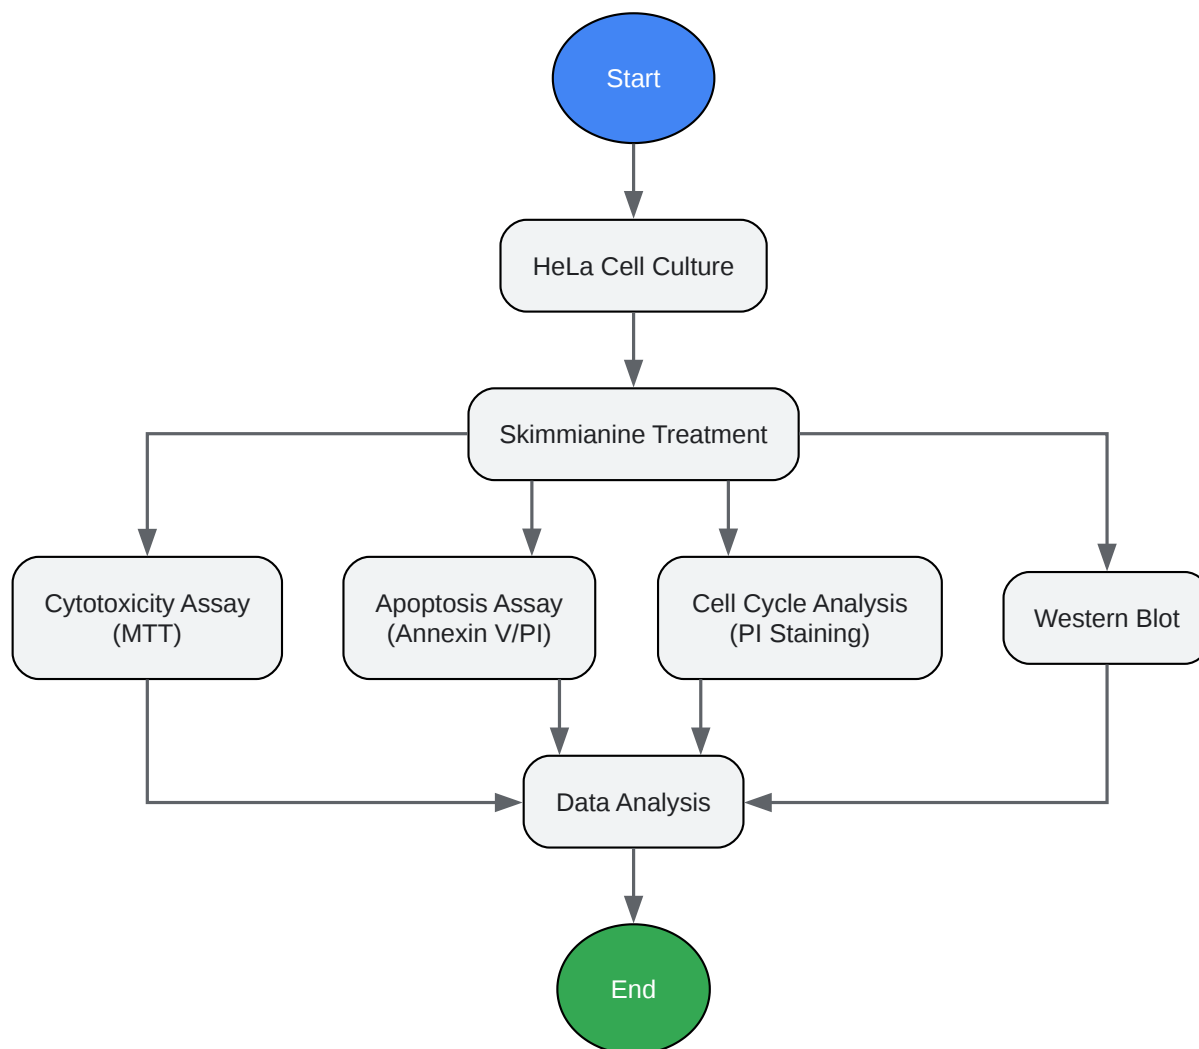 Start
HeLa Cell Culture
Skimmianine Treatment
Cytotoxicity Assay
(MTT)
Apoptosis Assay
(Annexin V/PI)
Cell Cycle Analysis
(PI Staining)
Western Blot
Data Analysis
End